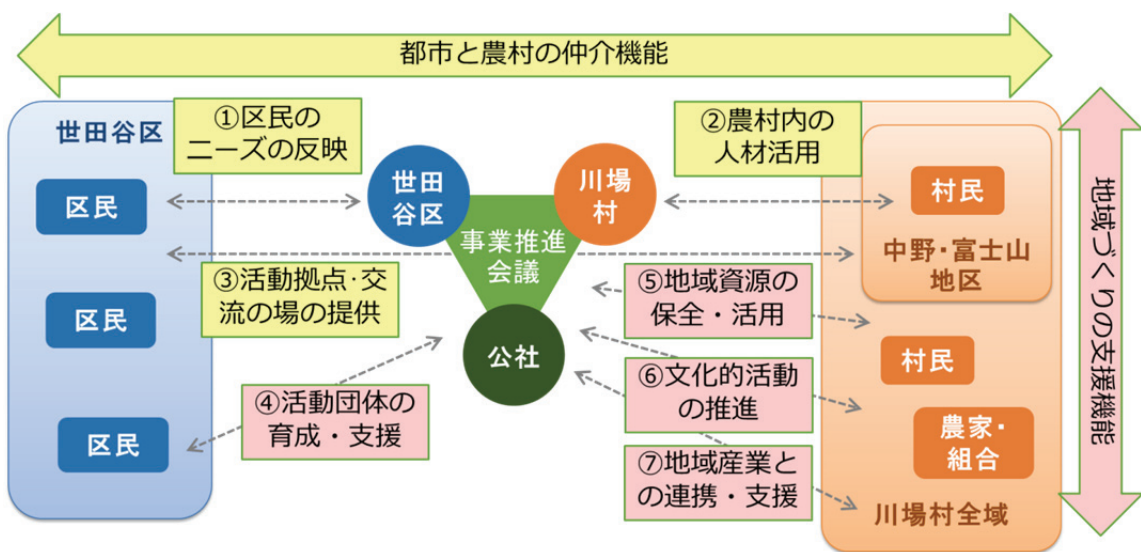 都市と農村の仲介機能
世田谷区
①区民の
ニーズの反映
②農村内の
人材活用
区民
世田
谷区
川場
村
村民
事業推進
会議
中野・富士山
地区
③活動拠点・交
流の場の提供
⑤地域資源の
保全・活用
区民
公社
村民
④活動団体の
育成・支援
⑥文化的活動
の推進
区民
農家・
組合
⑦地域産業と
の連携・支援
川場村全域
地域づくりの支援機能